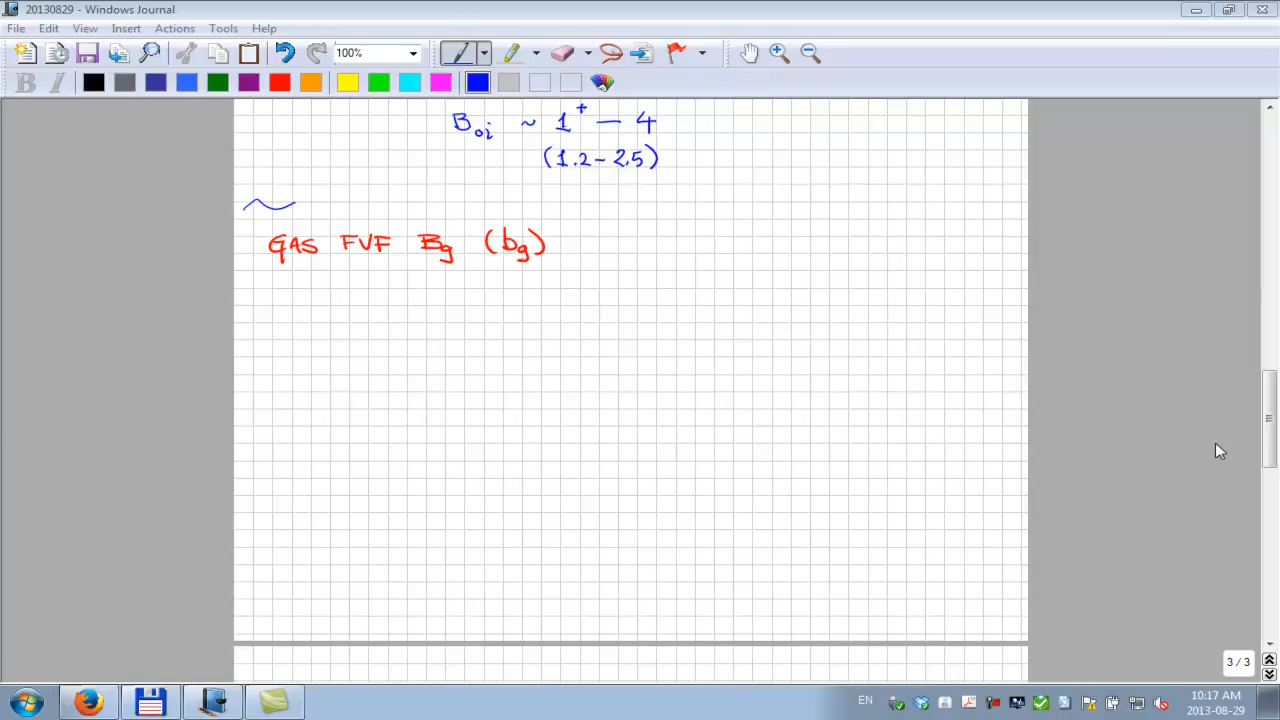 20130829 - Windows Journal
File Edit View Insert Actions Tools Help
100%
B I
Boi ~ 1+ — 4
(1.2 - 2.5)
GAS FVF Bg (bg)
3 / 3
EN
10:17 AM
2013-08-29